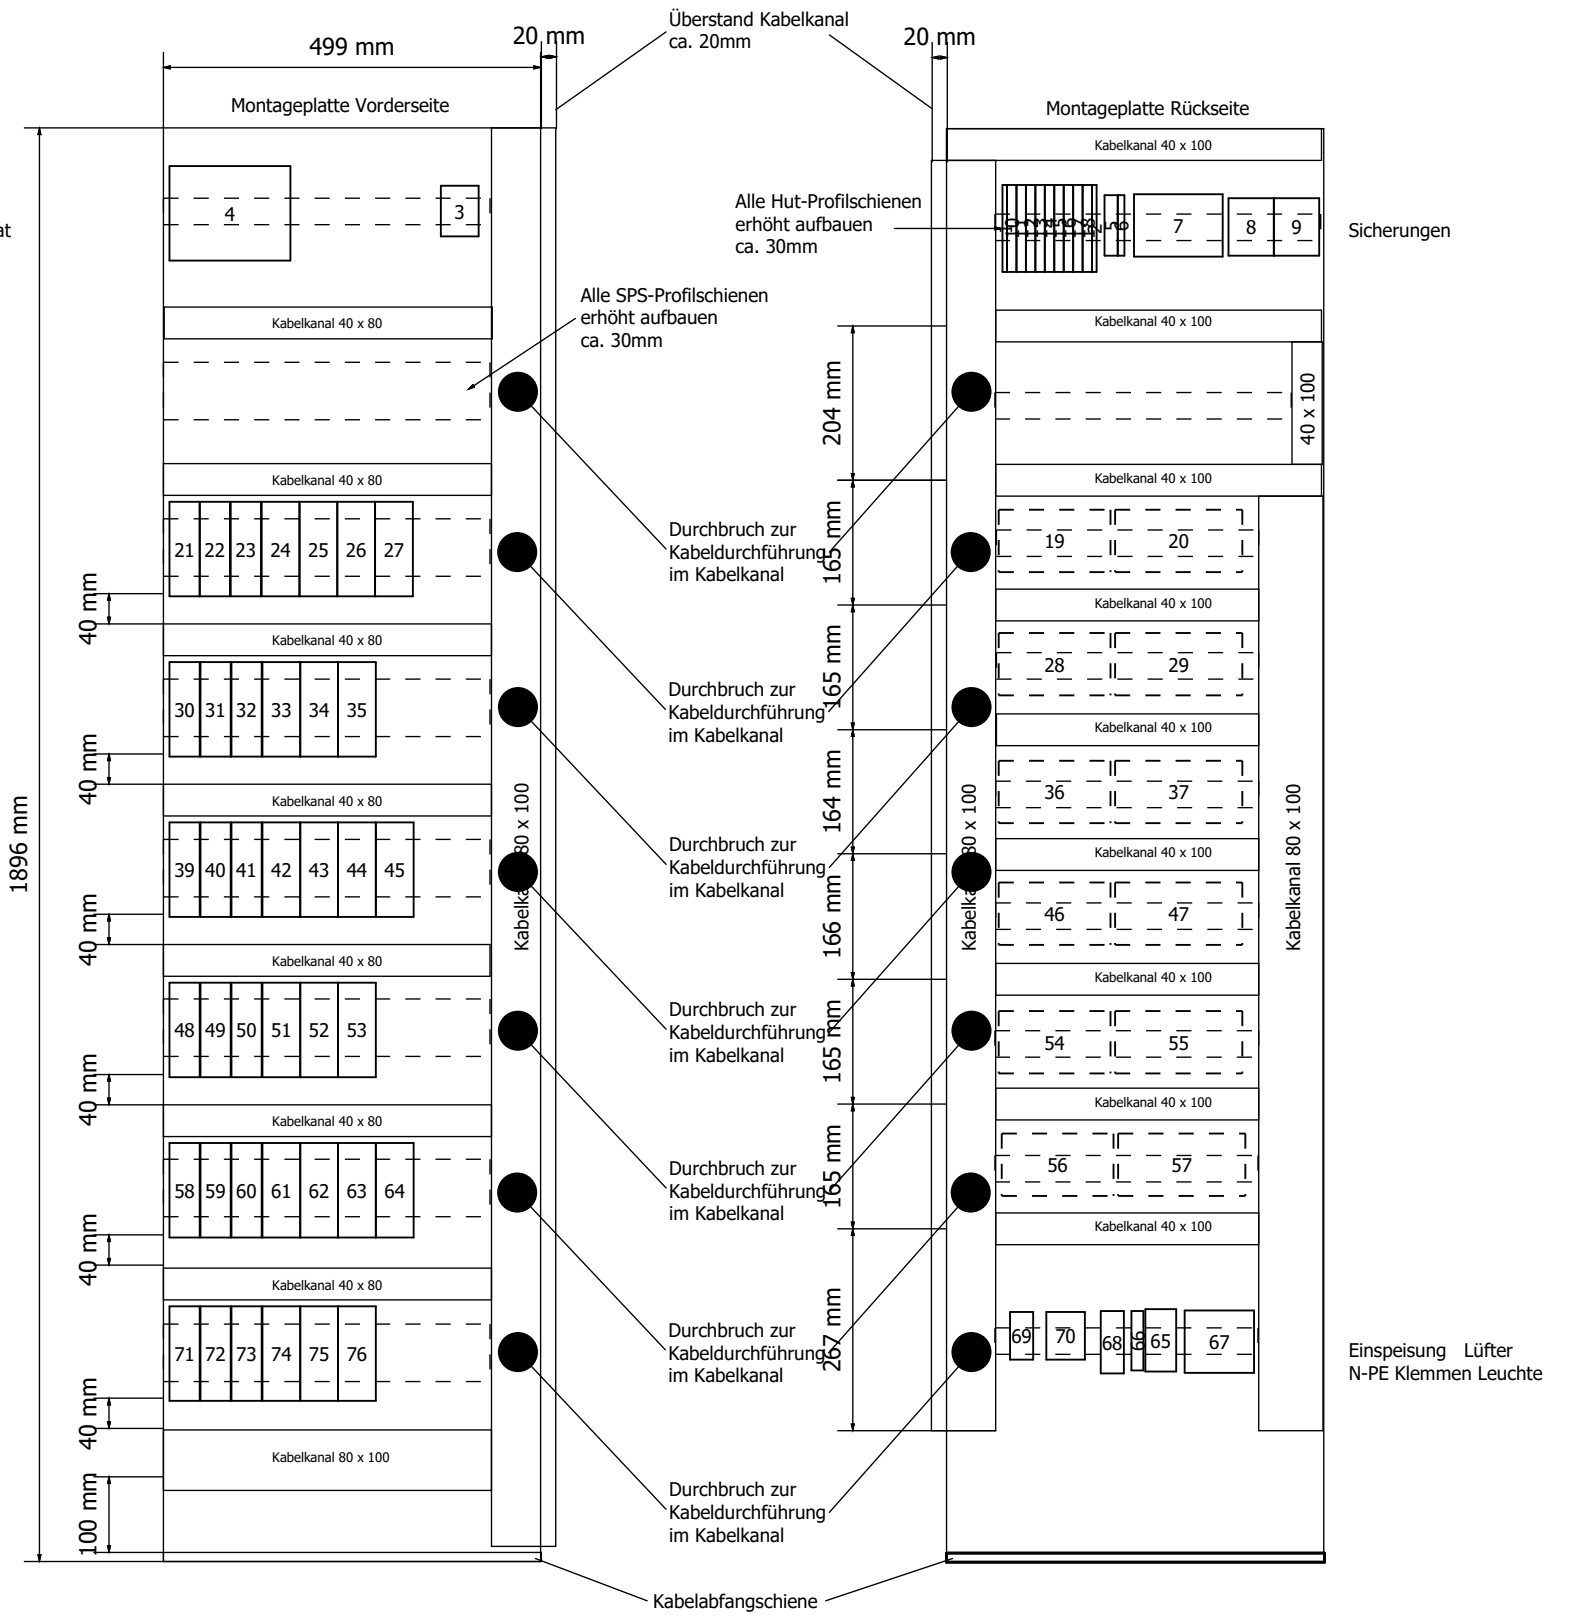 Überstand Kabelkanal
ca. 20mm
499 mm
20 mm
20 mm
Montageplatte Vorderseite
Montageplatte Rückseite
Kabelkanal 40 x 100
4
3
at
Alle Hut-Profilschienen
erhöht aufbauen
ca. 30mm
5
6
7
8
9
Sicherungen
Alle SPS-Profilschienen
erhöht aufbauen
ca. 30mm
Kabelkanal 40 x 80
Kabelkanal 40 x 100
204 mm
40 x 100
Kabelkanal 40 x 80
Kabelkanal 40 x 100
21 22 23 24 25 26 27
Durchbruch zur
Kabeldurchführung
im Kabelkanal
165 mm
19 20
40 mm
Kabelkanal 40 x 80
Kabelkanal 40 x 100
30 31 32 33 34 35
Durchbruch zur
Kabeldurchführung
im Kabelkanal
165 mm
28 29
40 mm
Kabelkanal 40 x 100
Kabelkanal 40 x 80
1896 mm
39 40 41 42 43 44 45
Kabelkanal 80 x 100
Durchbruch zur
Kabeldurchführung
im Kabelkanal
164 mm
Kabelkanal 80 x 100
36 37
Kabelkanal 80 x 100
Kabelkanal 40 x 100
40 mm
Kabelkanal 40 x 80
166 mm
46 47
Kabelkanal 40 x 100
48 49 50 51 52 53
Durchbruch zur
Kabeldurchführung
im Kabelkanal
165 mm
54 55
40 mm
Kabelkanal 40 x 80
Kabelkanal 40 x 100
58 59 60 61 62 63 64
Durchbruch zur
Kabeldurchführung
im Kabelkanal
165 mm
56 57
40 mm
Kabelkanal 40 x 80
Kabelkanal 40 x 100
71 72 73 74 75 76
Durchbruch zur
Kabeldurchführung
im Kabelkanal
267 mm
69 70 68 66 65 67
Einspeisung Lüfter
N-PE Klemmen Leuchte
40 mm
Kabelkanal 80 x 100
100 mm
Durchbruch zur
Kabeldurchführung
im Kabelkanal
Kabelabfangschiene